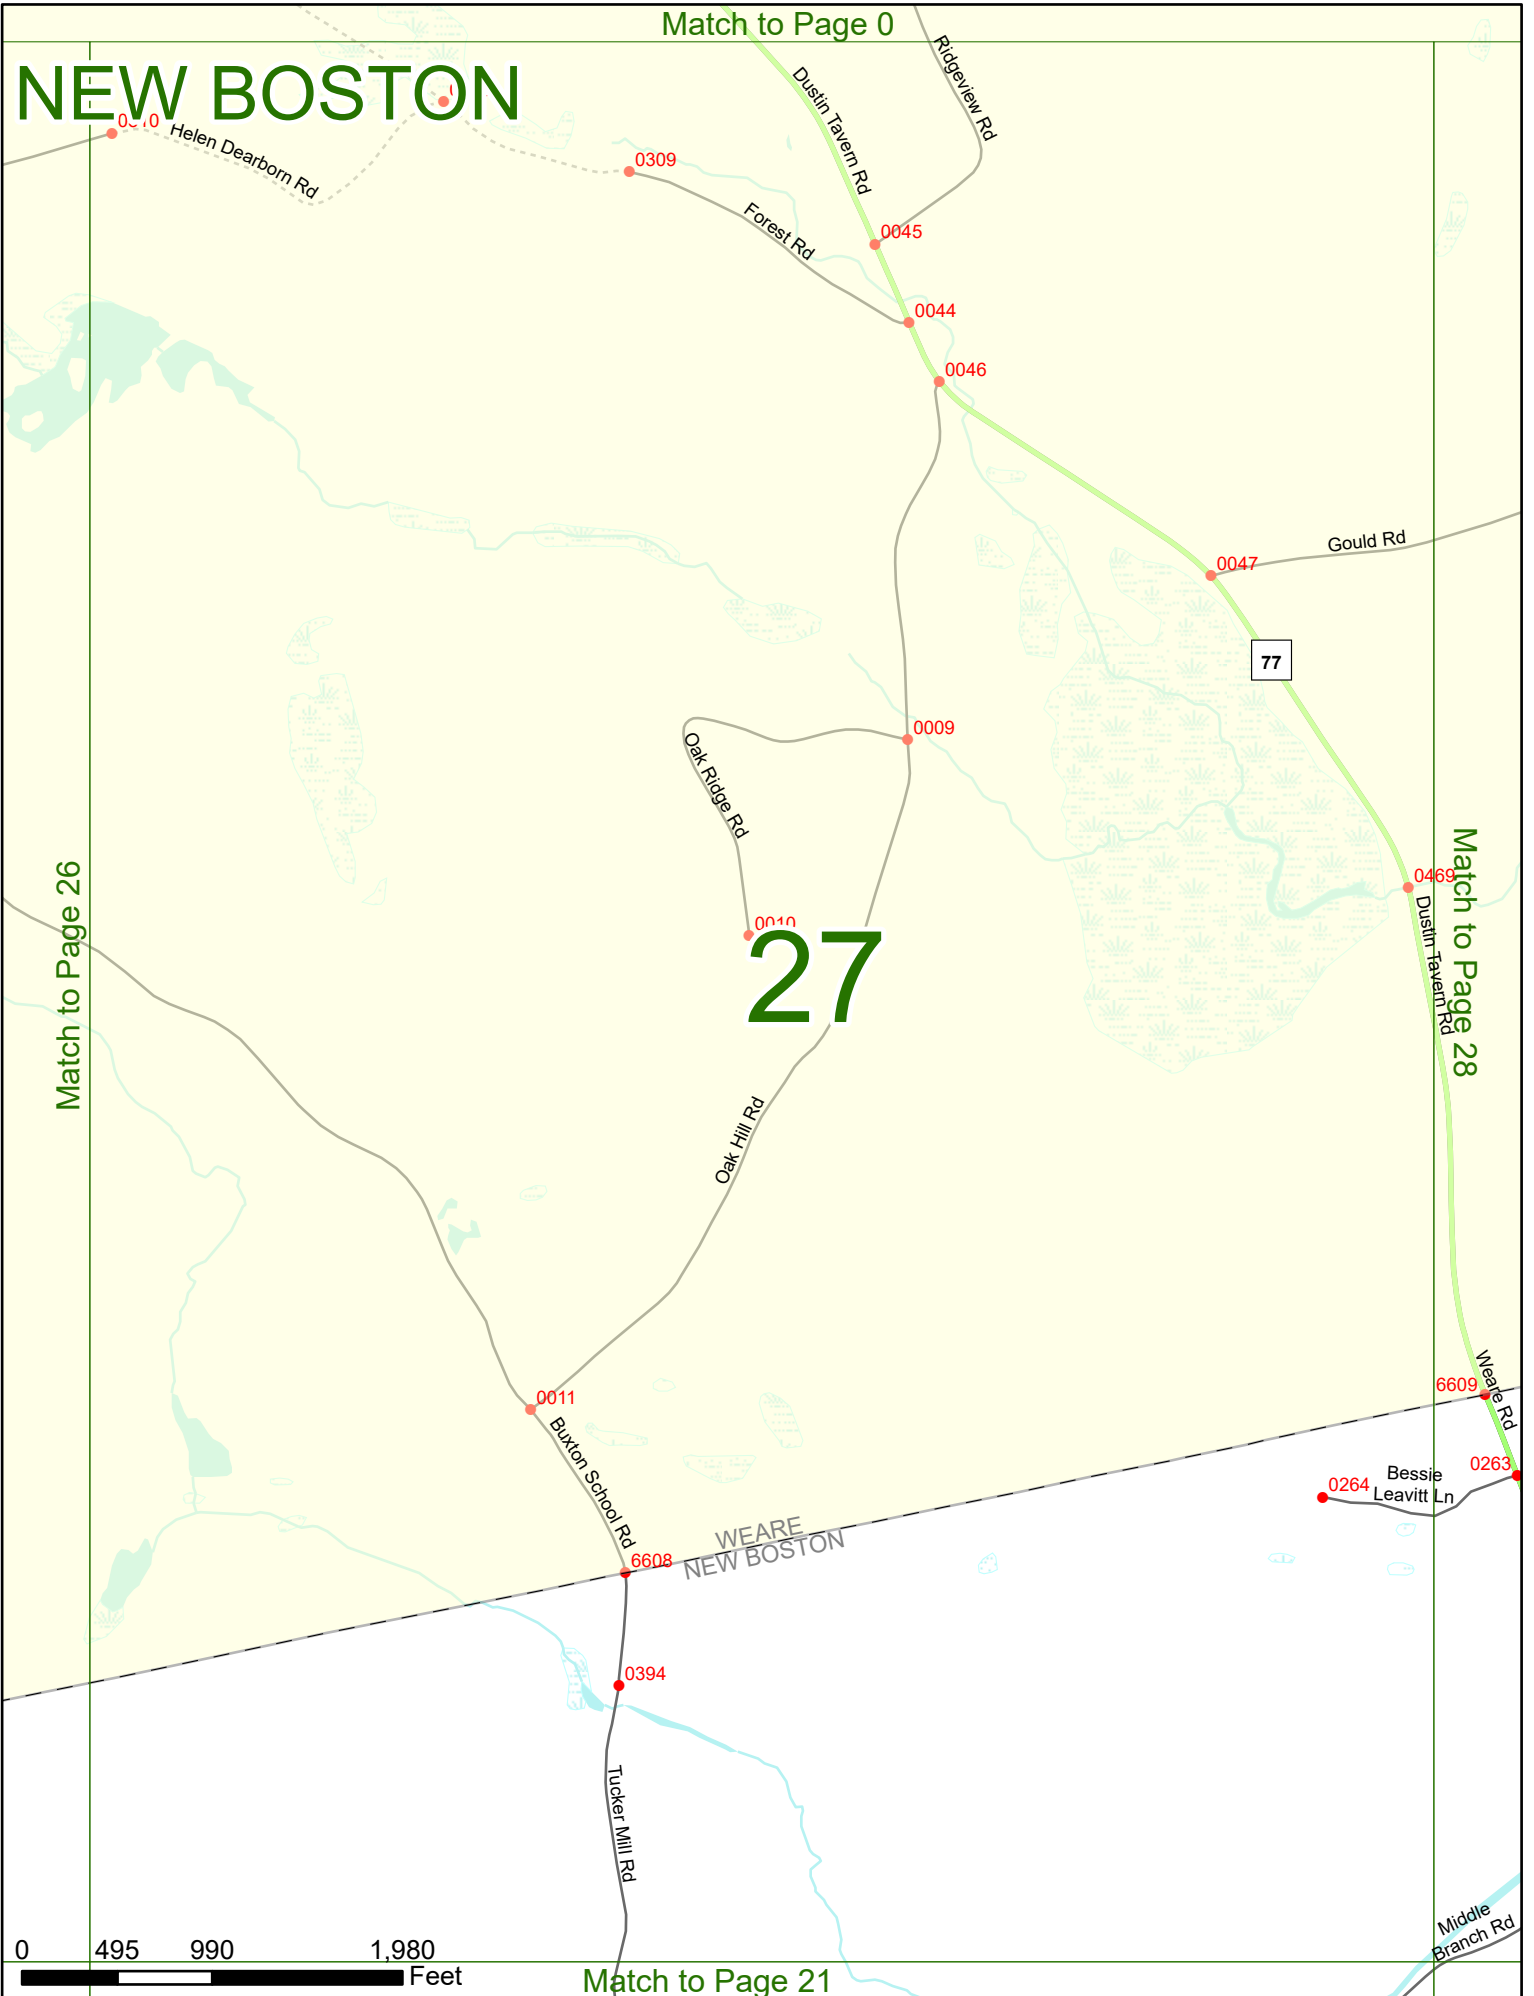 Match to Page 0
NEW BOSTON
Ridgeview Rd
Dustin Tavern Rd
Helen Dearborn Rd
0309
Forest Rd
0045
0044
0046
Gould Rd
0047
77
0009
Oak Ridge Rd
Match to Page 26
Match to Page 28
0469
0010
27
Dustin Tavern Rd
Oak Hill Rd
0011
Buxton School Rd
6609
Weare Rd
0263
0264
Bessie
Leavitt Ln
WEARE
NEW BOSTON
6608
0394
Tucker Mill Rd
Middle
Branch Rd
0 495 990 1,980
Feet
Match to Page 21